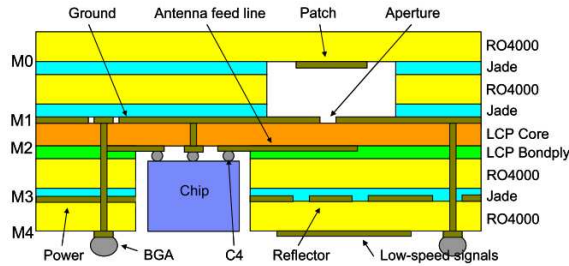 Ground
Antenna feed line
Patch
Aperture
M0
RO4000
Jade
RO4000
Jade
M1
LCP Core
M2
LCP Bondply
RO4000
Chip
M3
Jade
RO4000
M4
Power
BGA
C4
Reflector
Low-speed signals